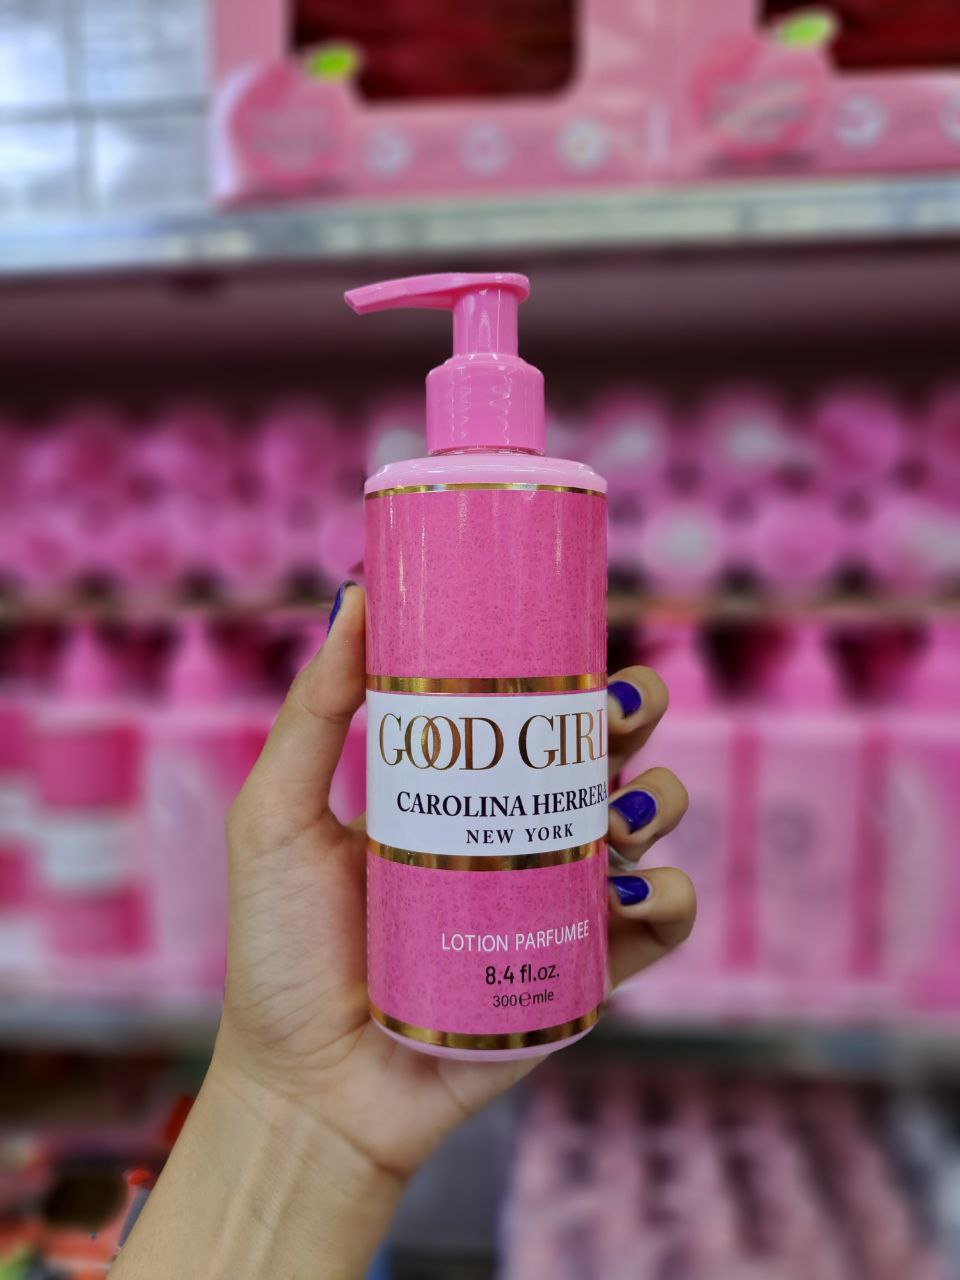 GOOD GIRL
CAROLINA HERRERA
NEW YORK
LOTION PARFUMEE
8.4 fl.oz.
300℮mle